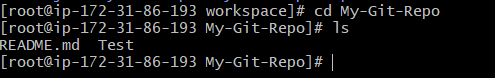 [root@ip-172-31-86-193 workspace]# cd My-Git-Repo
[root@ip-172-31-86-193 My-Git-Repo]# ls
README.md  Test
[root@ip-172-31-86-193 My-Git-Repo]#